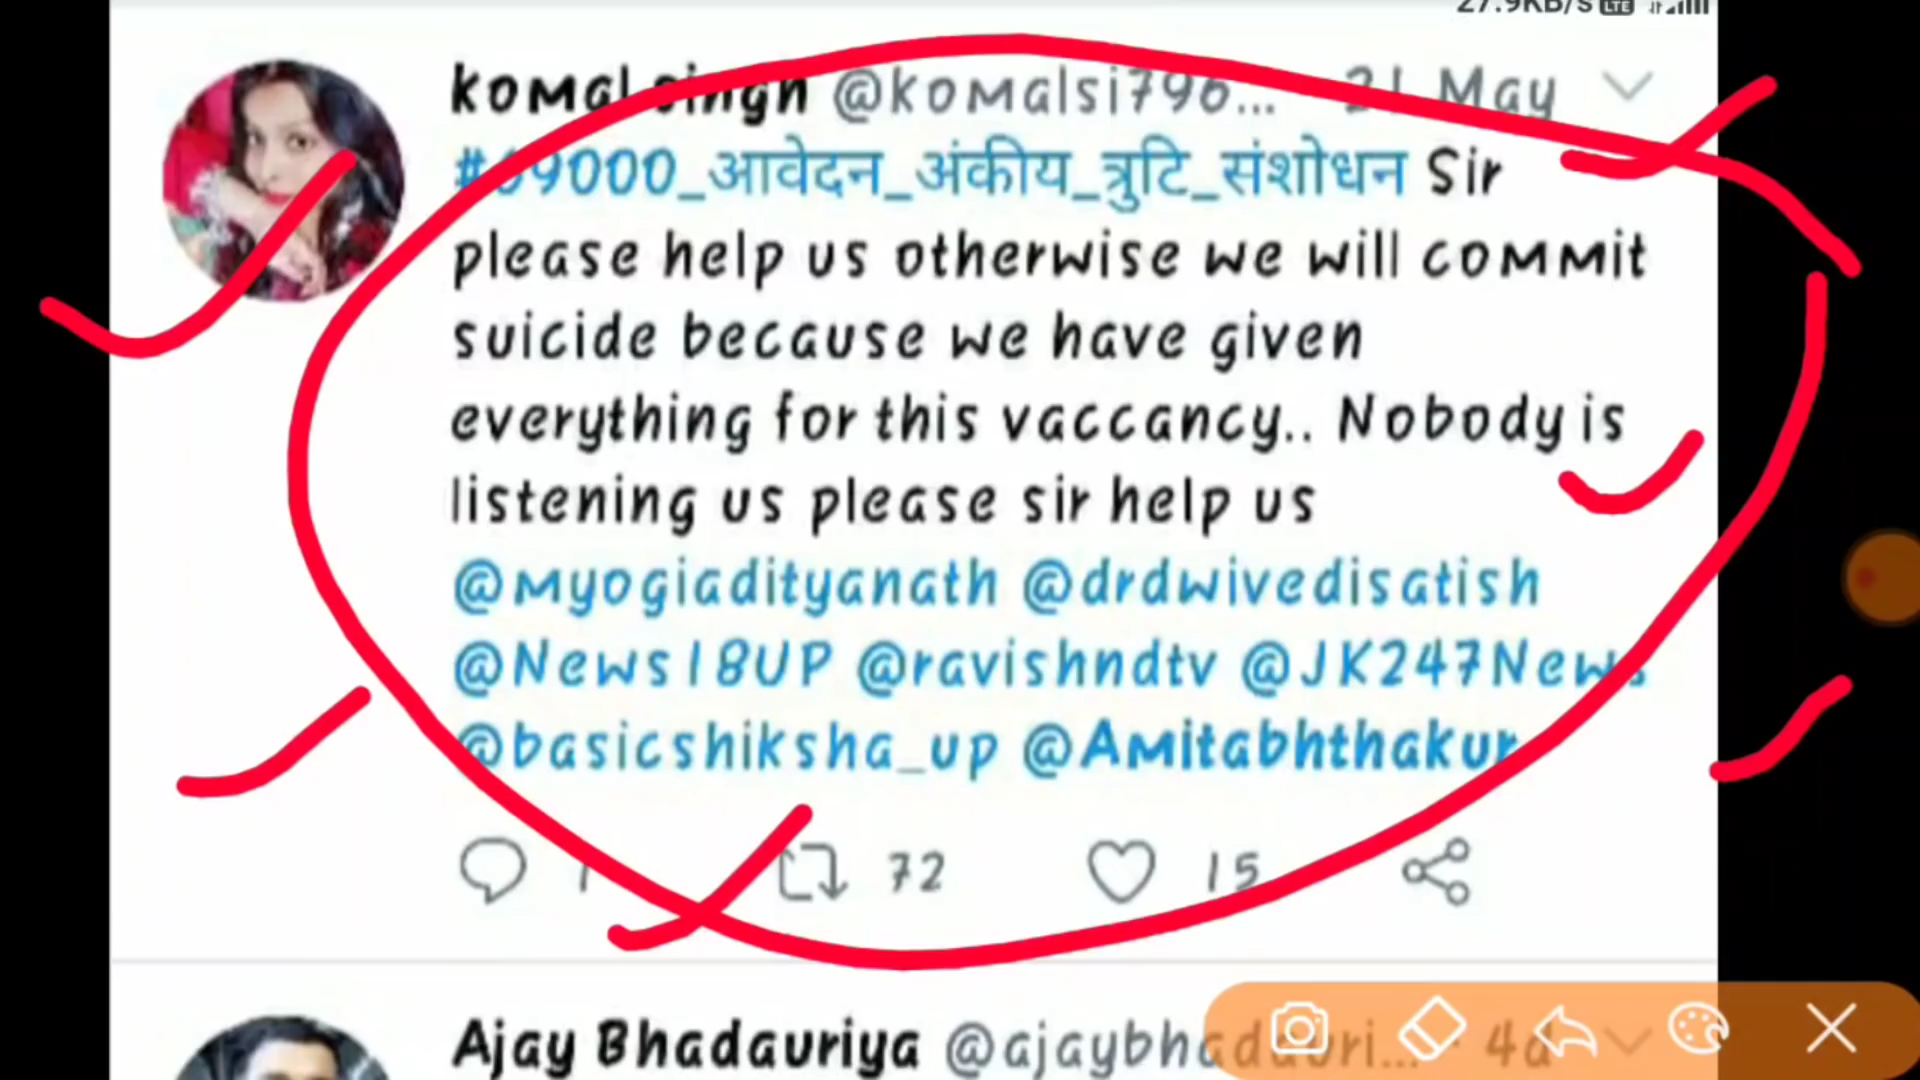 27.9KB/S LTE
komal singh @komalsi796... 21 May
#69000_आवेदन_अंकीय_त्रुटि_संशोधन Sir
please help us otherwise we will commit
suicide because we have given
everything for this vaccancy.. Nobody is
listening us please sir help us
@myogiadityanath @drdwivedisatish
@News18UP @ravishndtv @JK247News
@basicshiksha_up @Amitabhthakur
1 72 15
Ajay Bhadauriya @ajaybhadauri... 4d